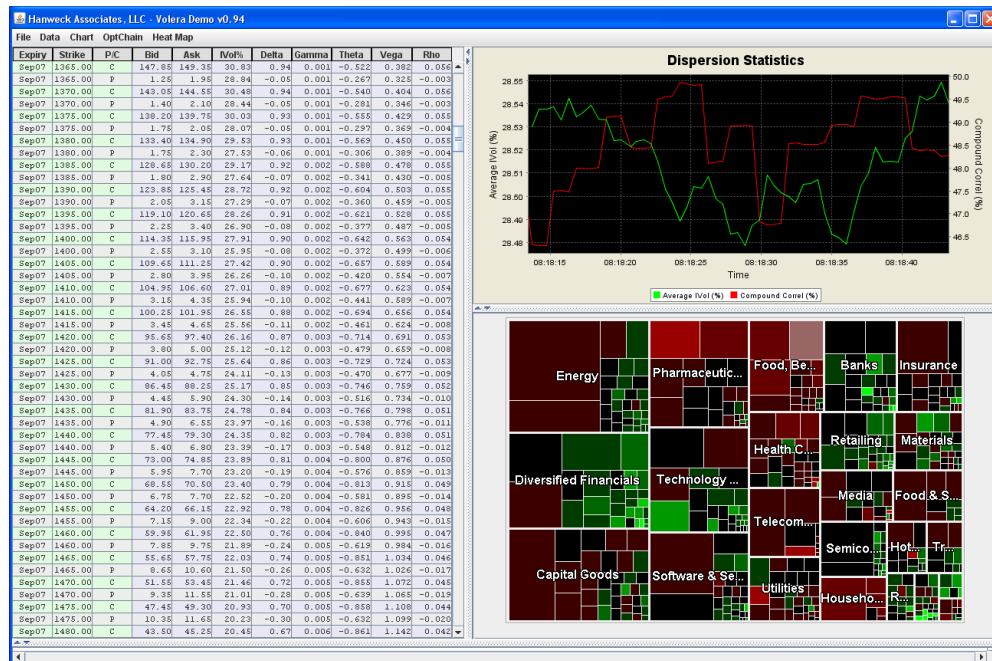 Hanweck Associates, LLC - Volera Demo v0.94
File Data Chart OptChain Heat Map
Expiry Strike P/C Bid Ask IVol% Delta Gamma Theta Vega Rho
Sep07 1365.00 C 147.85 149.35 30.83 0.94 0.001 -0.522 0.382 0.056
Sep07 1365.00 P 1.25 1.95 28.84 -0.05 0.001 -0.267 0.325 -0.003
Sep07 1370.00 C 143.05 144.55 30.48 0.94 0.001 -0.540 0.404 0.056
Sep07 1370.00 P 1.40 2.10 28.44 -0.05 0.001 -0.281 0.346 -0.003
Sep07 1375.00 C 138.20 139.75 30.03 0.93 0.001 -0.555 0.429 0.055
Sep07 1375.00 P 1.75 2.05 28.07 -0.05 0.001 -0.297 0.369 -0.004
Sep07 1380.00 C 133.40 134.90 29.53 0.93 0.001 -0.569 0.450 0.055
Sep07 1380.00 P 1.75 2.30 27.53 -0.06 0.001 -0.306 0.389 -0.004
Sep07 1385.00 C 128.65 130.20 29.17 0.92 0.002 -0.588 0.478 0.055
Sep07 1385.00 P 1.80 2.90 27.64 -0.07 0.002 -0.341 0.430 -0.005
Sep07 1390.00 C 123.85 125.45 28.72 0.92 0.002 -0.604 0.503 0.055
Sep07 1390.00 P 2.05 3.15 27.29 -0.07 0.002 -0.360 0.459 -0.005
Sep07 1395.00 C 119.10 120.65 28.26 0.91 0.002 -0.621 0.528 0.055
Sep07 1395.00 P 2.25 3.40 26.90 -0.08 0.002 -0.377 0.487 -0.005
Sep07 1400.00 C 114.35 115.95 27.91 0.90 0.002 -0.642 0.563 0.054
Sep07 1400.00 P 2.55 3.10 25.95 -0.08 0.002 -0.372 0.499 -0.006
Sep07 1405.00 C 109.65 111.25 27.42 0.90 0.002 -0.657 0.589 0.054
Sep07 1405.00 P 2.80 3.95 26.26 -0.10 0.002 -0.420 0.554 -0.007
Sep07 1410.00 C 104.95 106.60 27.01 0.89 0.002 -0.677 0.623 0.054
Sep07 1410.00 P 3.15 4.35 25.94 -0.10 0.002 -0.441 0.589 -0.007
Sep07 1415.00 C 100.25 101.95 26.55 0.88 0.002 -0.694 0.656 0.054
Sep07 1415.00 P 3.45 4.65 25.56 -0.11 0.002 -0.461 0.624 -0.008
Sep07 1420.00 C 95.65 97.40 26.16 0.87 0.003 -0.714 0.691 0.053
Sep07 1420.00 P 3.80 5.00 25.12 -0.12 0.003 -0.479 0.659 -0.008
Sep07 1425.00 C 91.00 92.75 25.64 0.86 0.003 -0.729 0.724 0.053
Sep07 1425.00 P 4.05 4.75 24.11 -0.13 0.003 -0.470 0.677 -0.009
Sep07 1430.00 C 86.45 88.25 25.17 0.85 0.003 -0.746 0.759 0.052
Sep07 1430.00 P 4.45 5.90 24.30 -0.14 0.003 -0.516 0.734 -0.010
Sep07 1435.00 C 81.90 83.75 24.78 0.84 0.003 -0.766 0.798 0.051
Sep07 1435.00 P 4.90 6.55 23.97 -0.16 0.003 -0.538 0.776 -0.011
Sep07 1440.00 C 77.45 79.30 24.35 0.82 0.003 -0.784 0.838 0.051
Sep07 1440.00 P 5.40 6.80 23.39 -0.17 0.003 -0.548 0.812 -0.012
Sep07 1445.00 C 73.00 74.85 23.89 0.81 0.004 -0.800 0.876 0.050
Sep07 1445.00 P 5.95 7.70 23.20 -0.19 0.004 -0.576 0.859 -0.013
Sep07 1450.00 C 68.55 70.50 23.40 0.79 0.004 -0.813 0.915 0.049
Sep07 1450.00 P 6.75 7.70 22.52 -0.20 0.004 -0.581 0.895 -0.014
Sep07 1455.00 C 64.20 66.15 22.92 0.78 0.004 -0.826 0.956 0.048
Sep07 1455.00 P 7.15 9.00 22.34 -0.22 0.004 -0.606 0.943 -0.015
Sep07 1460.00 C 59.95 61.95 22.50 0.76 0.004 -0.840 0.995 0.047
Sep07 1460.00 P 7.85 9.75 21.89 -0.24 0.005 -0.619 0.984 -0.016
Sep07 1465.00 C 55.65 57.75 22.03 0.74 0.005 -0.851 1.034 0.046
Sep07 1465.00 P 8.65 10.60 21.50 -0.26 0.005 -0.632 1.026 -0.017
Sep07 1470.00 C 51.55 53.45 21.46 0.72 0.005 -0.855 1.072 0.045
Sep07 1470.00 P 9.35 11.55 21.01 -0.28 0.005 -0.639 1.065 -0.019
Sep07 1475.00 C 47.45 49.30 20.93 0.70 0.005 -0.858 1.108 0.044
Sep07 1475.00 P 10.35 11.65 20.23 -0.30 0.005 -0.632 1.099 -0.020
Sep07 1480.00 C 43.50 45.25 20.45 0.67 0.006 -0.861 1.142 0.042
Dispersion Statistics
Average IVol (%)
28.55
28.54
28.53
28.52
28.51
28.50
28.49
28.48
50.0
49.5
49.0
48.5
48.0
47.5
47.0
46.5
Compound Correl (%)
08:18:15 08:18:20 08:18:25 08:18:30 08:18:35 08:18:40
Time
Average IVol (%) Compound Correl (%)
Energy
Pharmaceutic...
Food, Be...
Banks
Insurance
Diversified Financials
Technology ...
Health C...
Retailing
Materials
Media
Food & S...
Telecom...
Capital Goods
Software & Se...
Utilities
Semico...
Hot...
Tr...
Househo...
R...